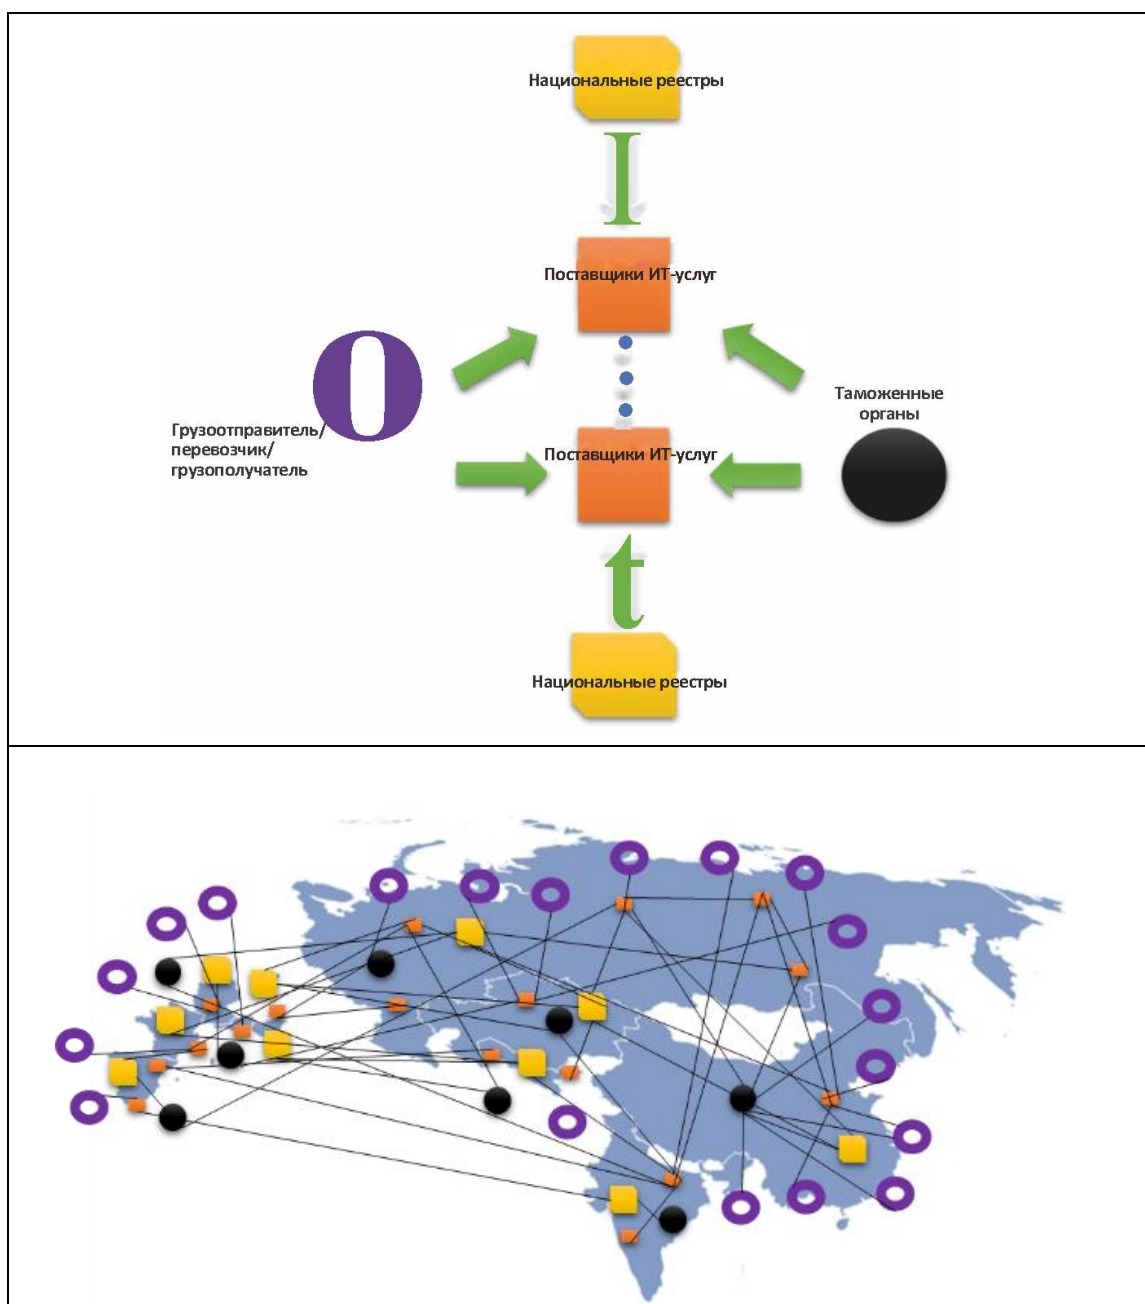 Национальные реестры
I
Поставщики ИТ-услуг
O
Таможенные
органы
Грузоотправитель/
перевозчик/
грузополучатель
Поставщики ИТ-услуг
t
Национальные реестры